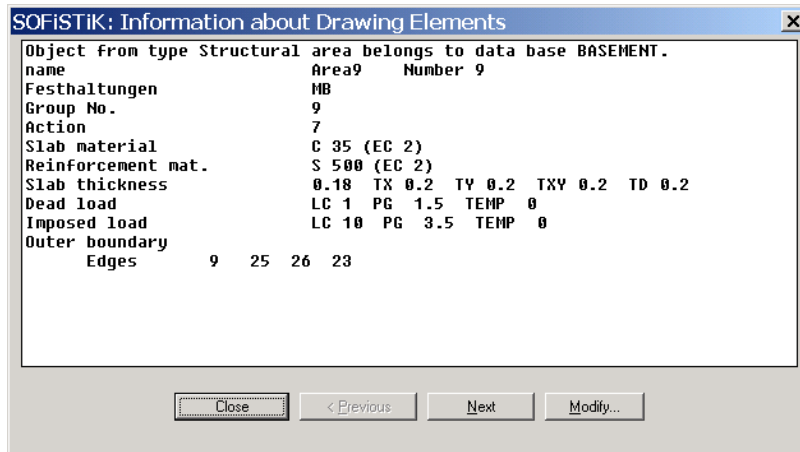 SOFiSTiK: Information about Drawing Elements
Object from type Structural area belongs to data base BASEMENT.
name Area9 Number 9
Festhaltungen MB
Group No. 9
Action 7
Slab material C 35 (EC 2)
Reinforcement mat. S 500 (EC 2)
Slab thickness 0.18 TX 0.2 TY 0.2 TXY 0.2 TD 0.2
Dead load LC 1 PG 1.5 TEMP 0
Imposed load LC 10 PG 3.5 TEMP 0
Outer boundary
Edges 9 25 26 23
Close < Previous Next Modify...